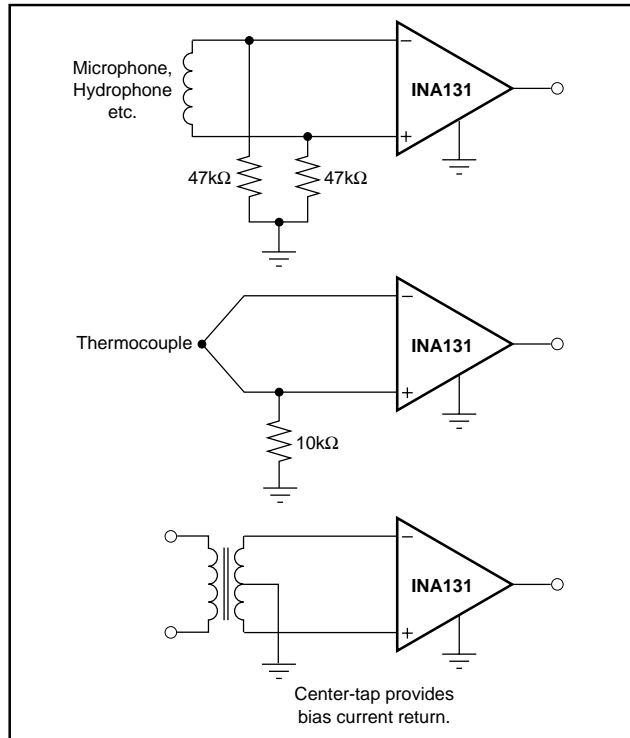 Microphone,
Hydrophone
etc.
−
INA131
+
47kΩ
47kΩ
−
Thermocouple
INA131
+
10kΩ
−
INA131
+
Center-tap provides
bias current return.